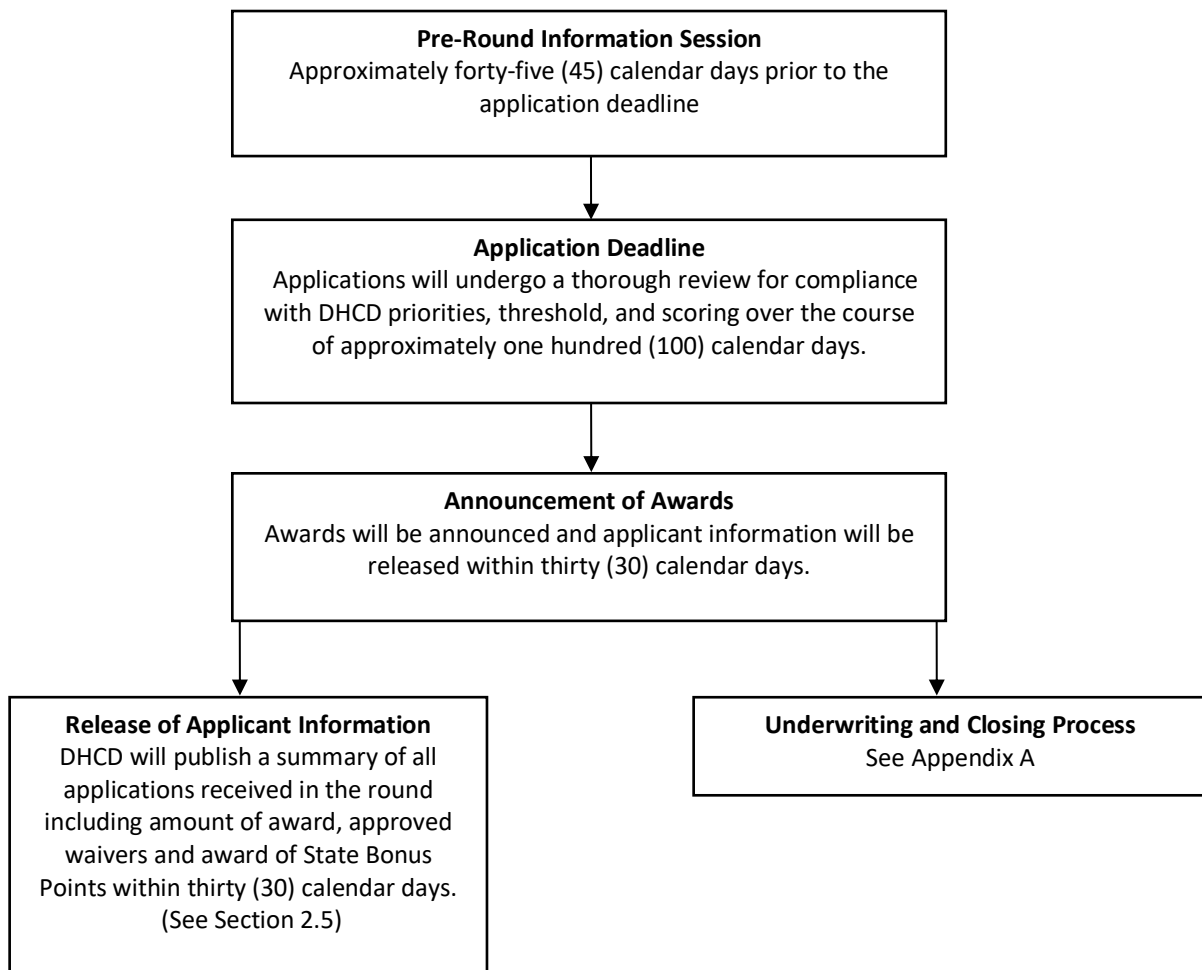 Pre-Round Information Session
Approximately forty-five (45) calendar days prior to the
application deadline
Application Deadline
Applications will undergo a thorough review for compliance
with DHCD priorities, threshold, and scoring over the course
of approximately one hundred (100) calendar days.
Announcement of Awards
Awards will be announced and applicant information will be
released within thirty (30) calendar days.
Release of Applicant Information
DHCD will publish a summary of all
applications received in the round
including amount of award, approved
waivers and award of State Bonus
Points within thirty (30) calendar days.
(See Section 2.5)
Underwriting and Closing Process
See Appendix A